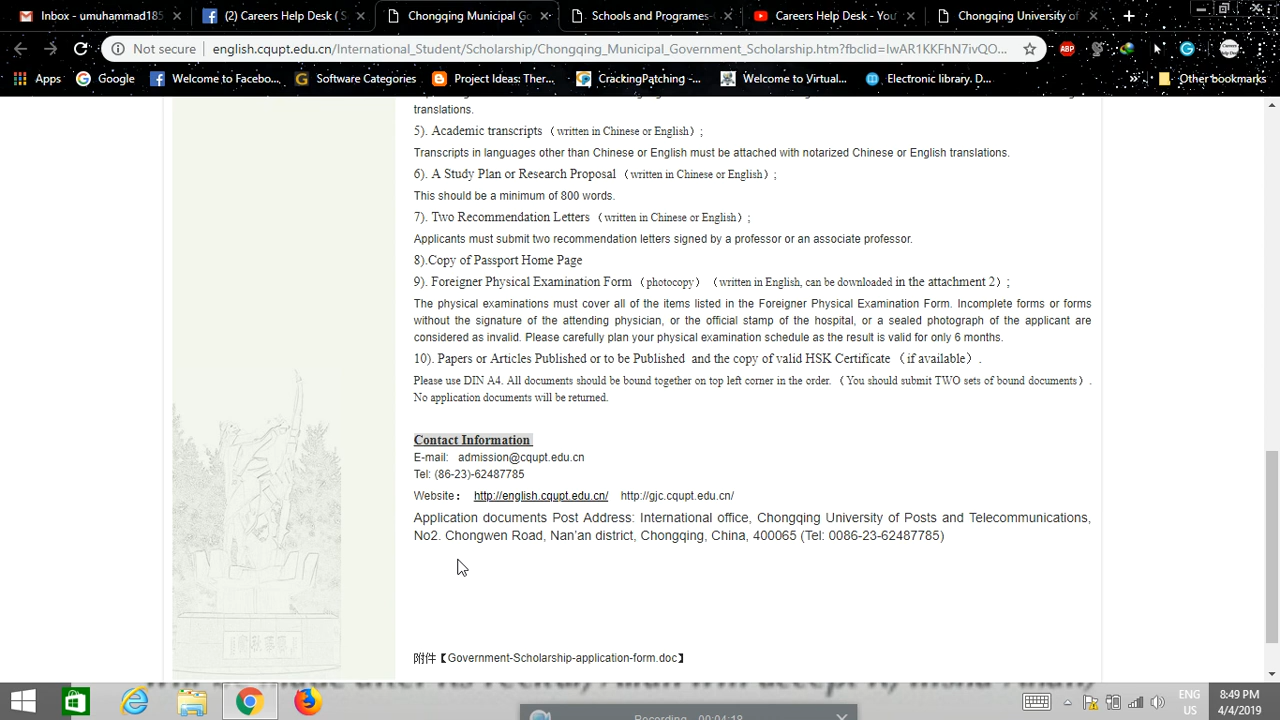 Inbox - umuhammad185
(2) Careers Help Desk ( S
Chongqing Municipal Go
Schools and Programes-
Careers Help Desk - You
Chongqing University of
Not secure
english.cqupt.edu.cn/International_Student/Scholarship/Chongqing_Municipal_Government_Scholarship.htm?fbclid=IwAR1KKFhN7ivQO...
ABP
Apps
Google
Welcome to Facebo...
Software Categories
Project Ideas: Ther...
CrackingPatching -...
Welcome to Virtual...
Electronic library. D...
Other bookmarks
translations.
5). Academic transcripts （written in Chinese or English）;
Transcripts in languages other than Chinese or English must be attached with notarized Chinese or English translations.
6). A Study Plan or Research Proposal （written in Chinese or English）;
This should be a minimum of 800 words.
7). Two Recommendation Letters （written in Chinese or English）;
Applicants must submit two recommendation letters signed by a professor or an associate professor.
8).Copy of Passport Home Page
9). Foreigner Physical Examination Form （photocopy）（written in English, can be downloaded in the attachment 2）;
The physical examinations must cover all of the items listed in the Foreigner Physical Examination Form. Incomplete forms or forms
without the signature of the attending physician, or the official stamp of the hospital, or a sealed photograph of the applicant are
considered as invalid. Please carefully plan your physical examination schedule as the result is valid for only 6 months.
10). Papers or Articles Published or to be Published and the copy of valid HSK Certificate （if available）.
Please use DIN A4. All documents should be bound together on top left corner in the order. （You should submit TWO sets of bound documents）.
No application documents will be returned.
Contact Information
E-mail: admission@cqupt.edu.cn
Tel: (86-23)-62487785
Website： http://english.cqupt.edu.cn/ http://gjc.cqupt.edu.cn/
Application documents Post Address: International office, Chongqing University of Posts and Telecommunications,
No2. Chongwen Road, Nan'an district, Chongqing, China, 400065 (Tel: 0086-23-62487785)
附件【Government-Scholarship-application-form.doc】
ENG
US
8:49 PM
4/4/2019
Recording 00:04:18